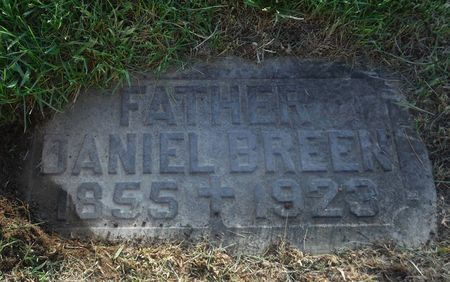 FATHER
DANIEL BREEN
1855 ✝ 1923